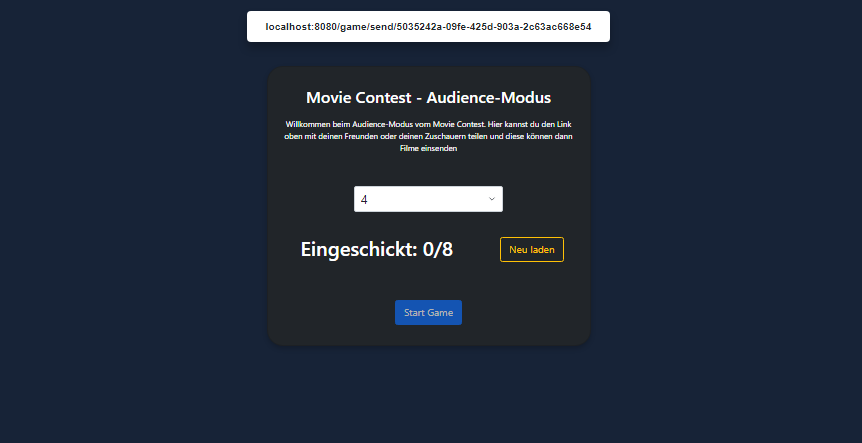 localhost:8080/game/send/5035242a-09fe-425d-903a-2c63ac668e54
Movie Contest - Audience-Modus
Willkommen beim Audience-Modus vom Movie Contest. Hier kannst du den Link
oben mit deinen Freunden oder deinen Zuschauern teilen und diese können dann
Filme einsenden
4
Eingeschickt: 0/8
Neu laden
Start Game